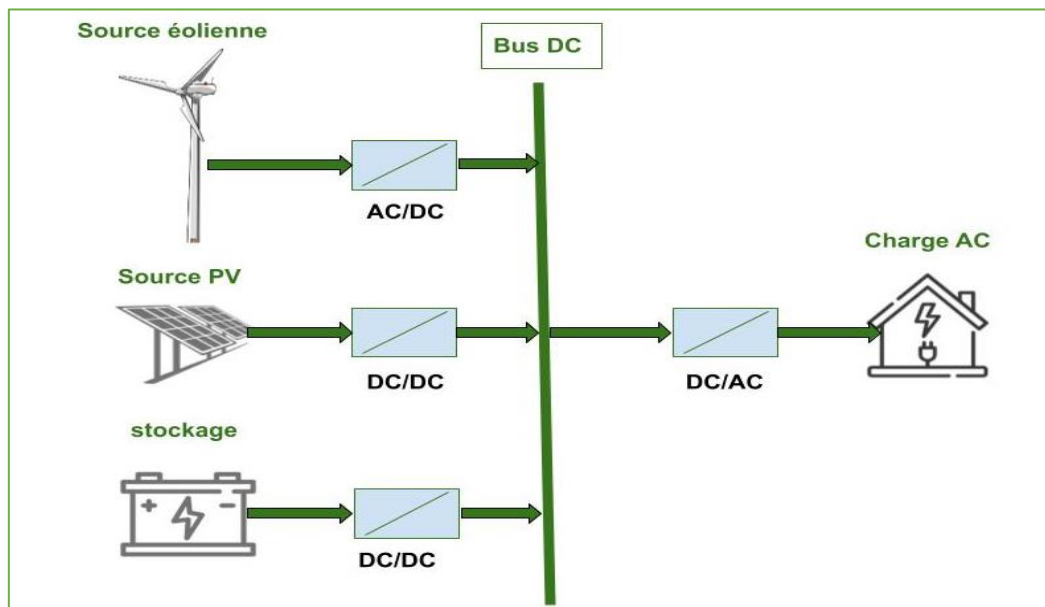 Source éolienne
Bus DC
AC/DC
Charge AC
Source PV
DC/DC
DC/AC
stockage
+ -
DC/DC